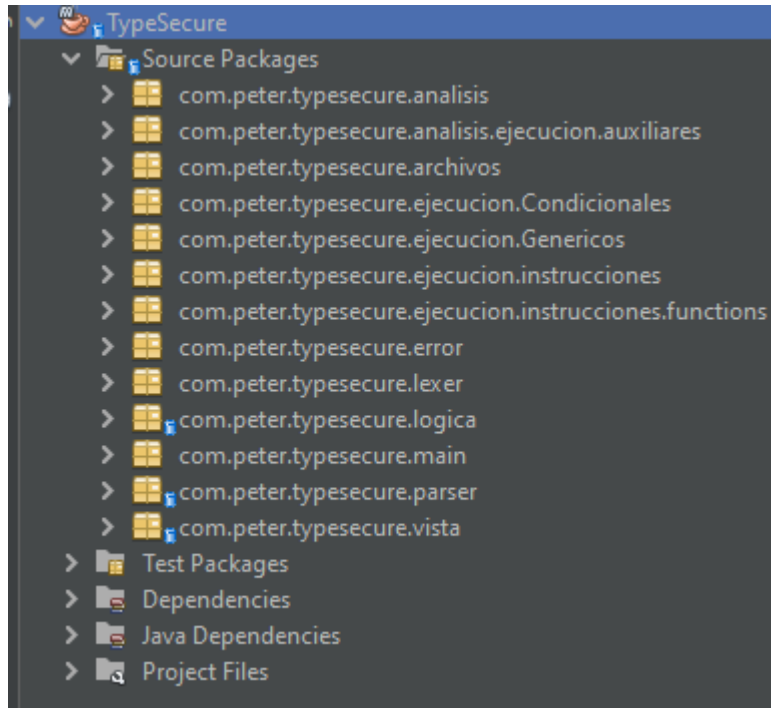 TypeSecure
Source Packages
com.peter.typesecure.analisis
com.peter.typesecure.analisis.ejecucion.auxiliares
com.peter.typesecure.archivos
com.peter.typesecure.ejecucion.Condicionales
com.peter.typesecure.ejecucion.Genericos
com.peter.typesecure.ejecucion.instrucciones
com.peter.typesecure.ejecucion.instrucciones.functions
com.peter.typesecure.error
com.peter.typesecure.lexer
com.peter.typesecure.logica
com.peter.typesecure.main
com.peter.typesecure.parser
com.peter.typesecure.vista
Test Packages
Dependencies
Java Dependencies
Project Files